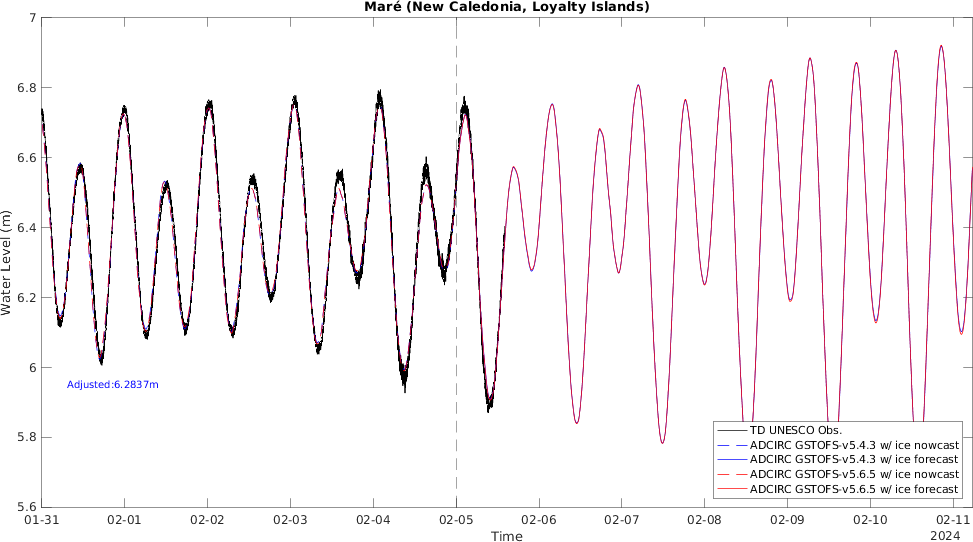 Maré (New Caledonia, Loyalty Islands)
7
6.8
6.6
6.4
6.2
6
5.8
5.6
Water Level (m)
Adjusted:6.2837m
TD UNESCO Obs.
ADCIRC GSTOFS-v5.4.3 w/ ice nowcast
ADCIRC GSTOFS-v5.4.3 w/ ice forecast
ADCIRC GSTOFS-v5.6.5 w/ ice nowcast
ADCIRC GSTOFS-v5.6.5 w/ ice forecast
01-31 02-01 02-02 02-03 02-04 02-05 02-06 02-07 02-08 02-09 02-10 02-11
2024
Time